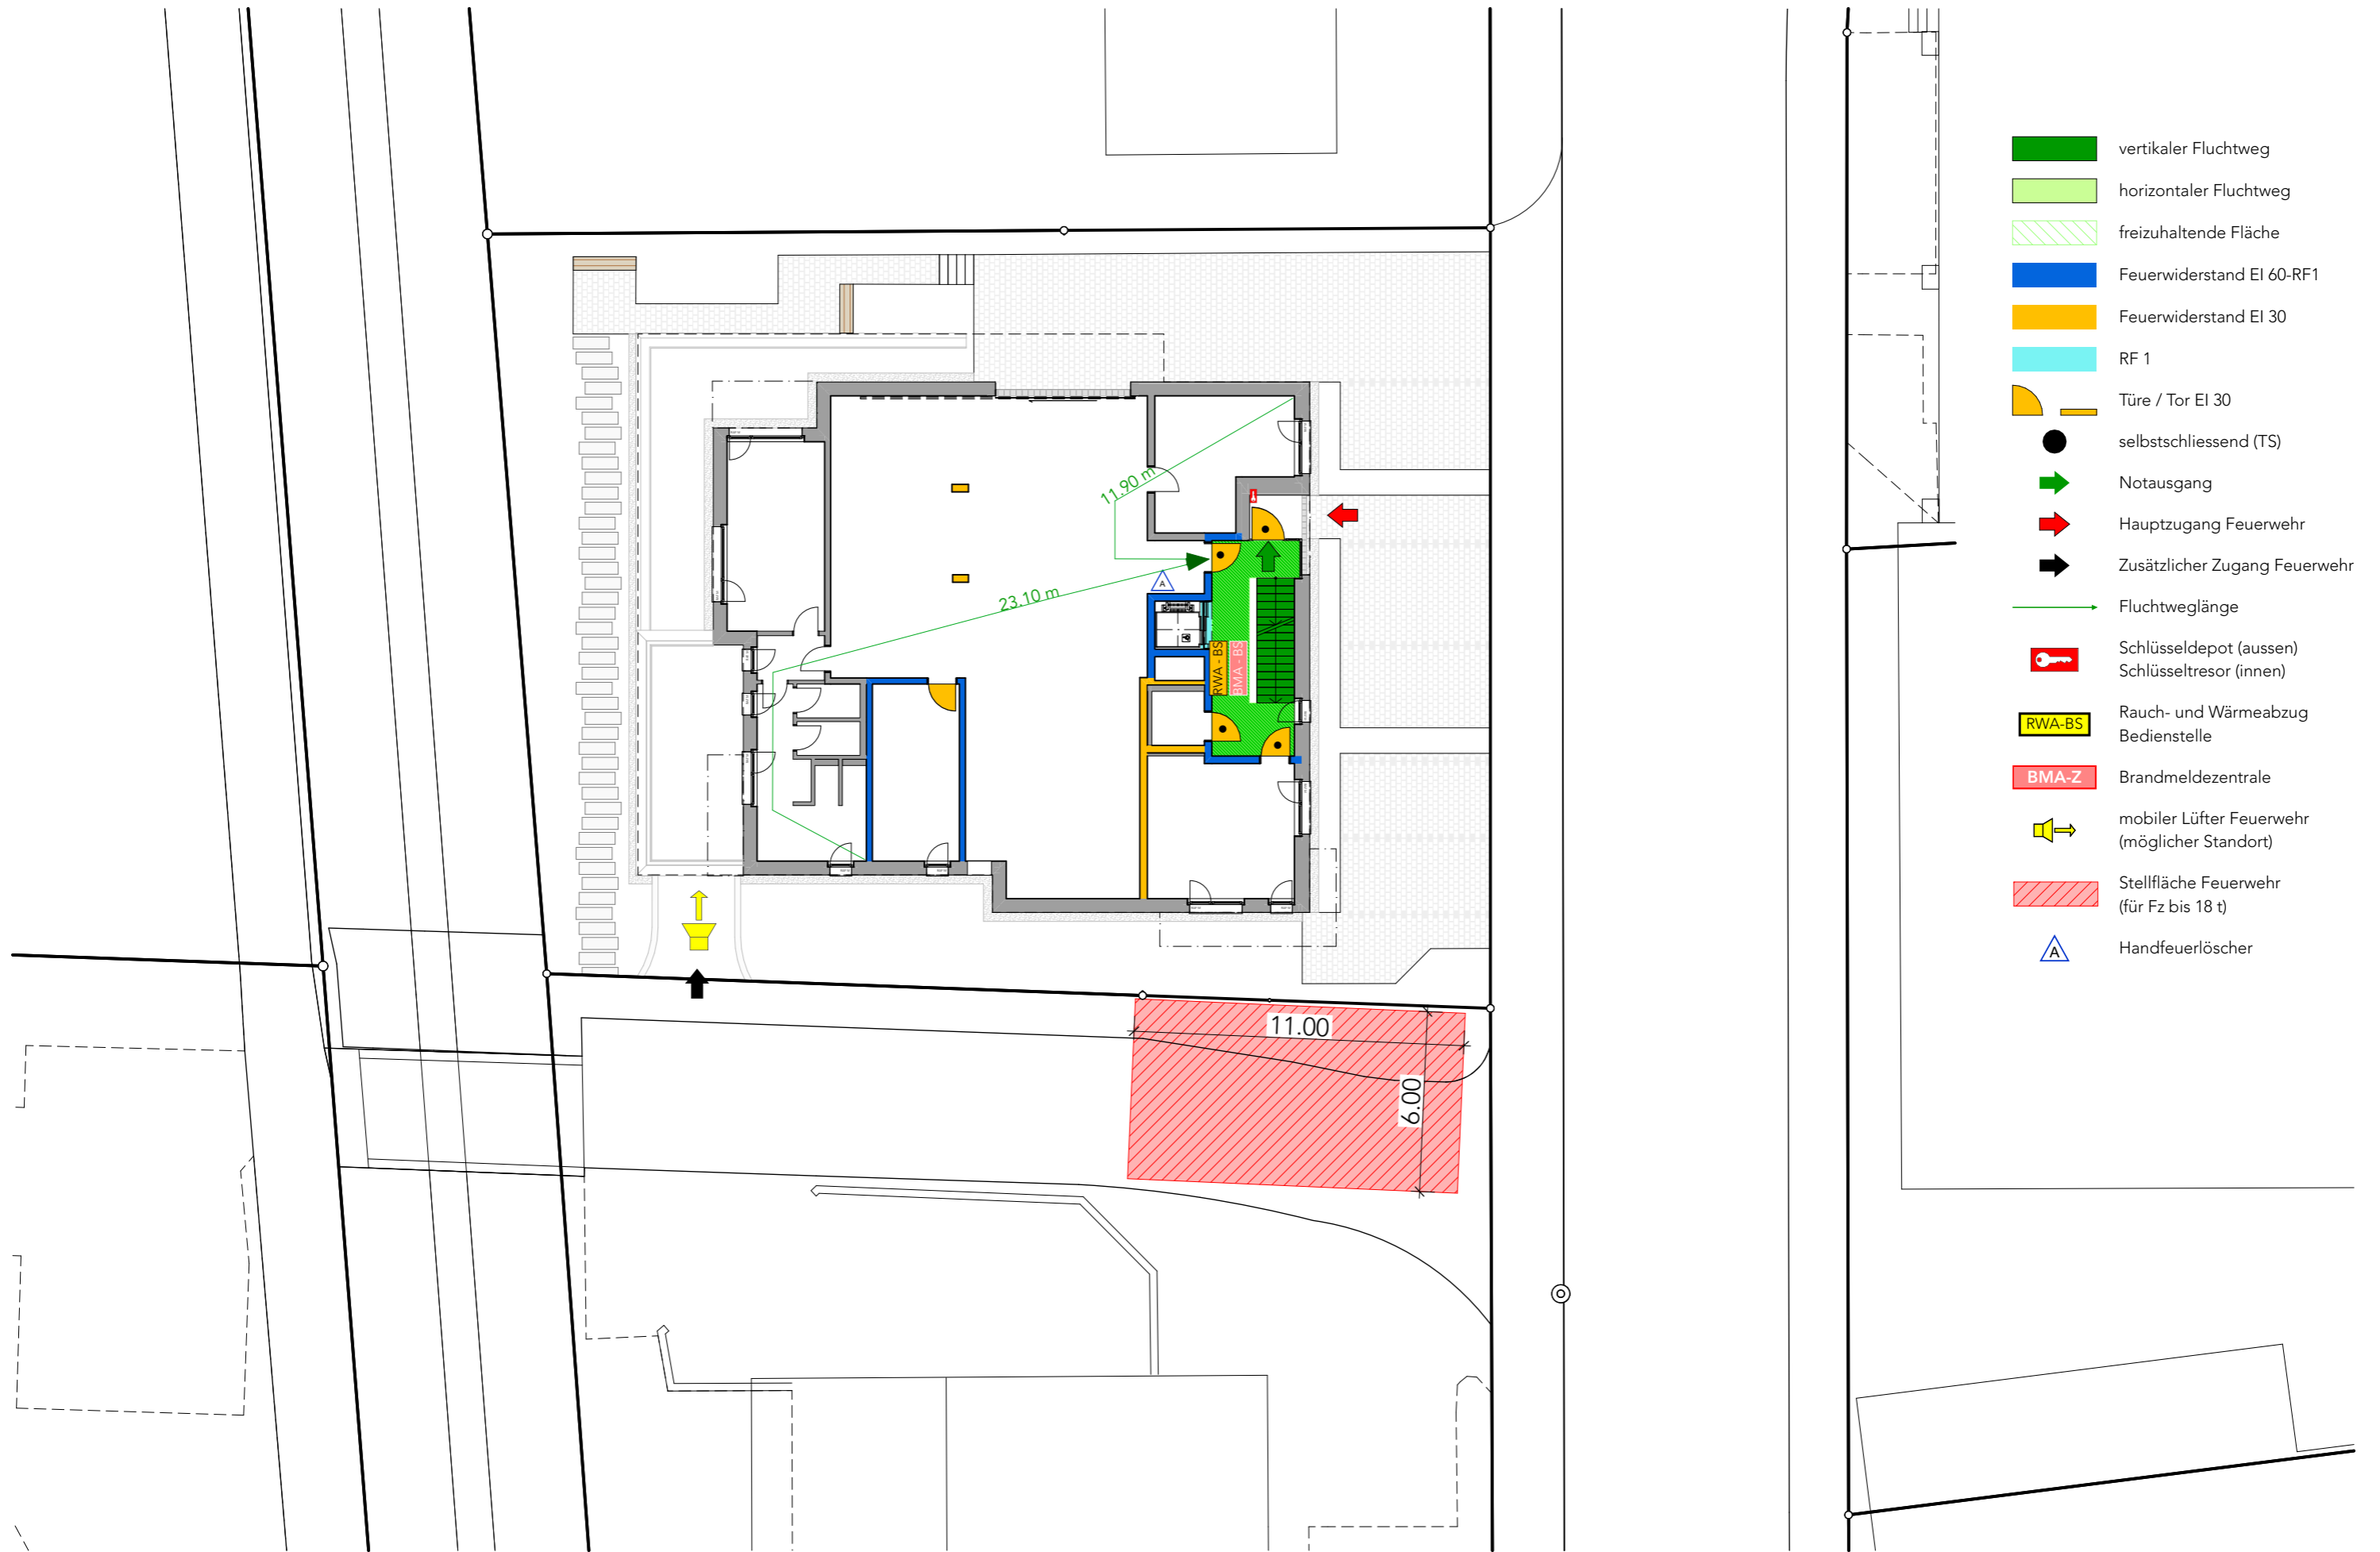 vertikaler Fluchtweg
horizontaler Fluchtweg
freizuhaltende Fläche
Feuerwiderstand EI 60-RF1
Feuerwiderstand EI 30
RF 1
Türe / Tor EI 30
selbstschliessend (TS)
Notausgang
Hauptzugang Feuerwehr
Zusätzlicher Zugang Feuerwehr
Fluchtweglänge
Schlüsseldepot (aussen)
Schlüsseltresor (innen)
RWA-BS
Rauch- und Wärmeabzug
Bedienstelle
BMA-Z
Brandmeldezentrale
mobiler Lüfter Feuerwehr
(möglicher Standort)
Stellfläche Feuerwehr
(für Fz bis 18 t)
A
Handfeuerlöscher
11.90 m
23.10 m
A
RWA - BS
BMA - BS
11.00
6.00